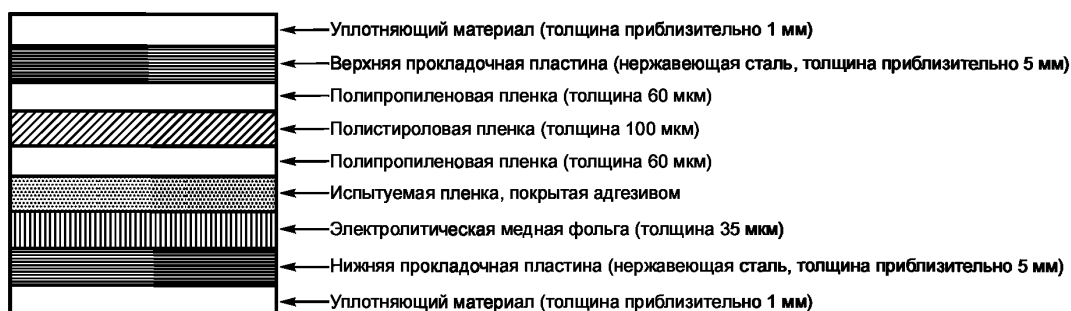 Уплотняющий материал (толщина приблизительно 1 мм)
Верхняя прокладочная пластина (нержавеющая сталь, толщина приблизительно 5 мм)
Полипропиленовая пленка (толщина 60 мкм)
Полистироловая пленка (толщина 100 мкм)
Полипропиленовая пленка (толщина 60 мкм)
Испытуемая пленка, покрытая адгезивом
Электролитическая медная фольга (толщина 35 мкм)
Нижняя прокладочная пластина (нержавеющая сталь, толщина приблизительно 5 мм)
Уплотняющий материал (толщина приблизительно 1 мм)